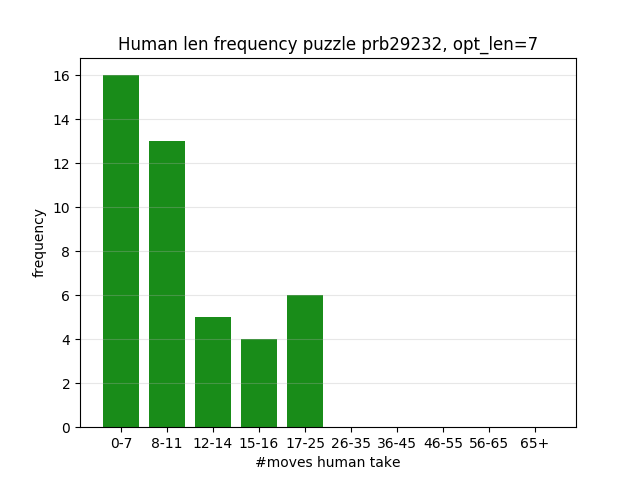 Human len frequency puzzle prb29232, opt_len=7
16
14
12
10
8
6
4
2
0
frequency
0-7 8-11 12-14 15-16 17-25 26-35 36-45 46-55 56-65 65+
#moves human take